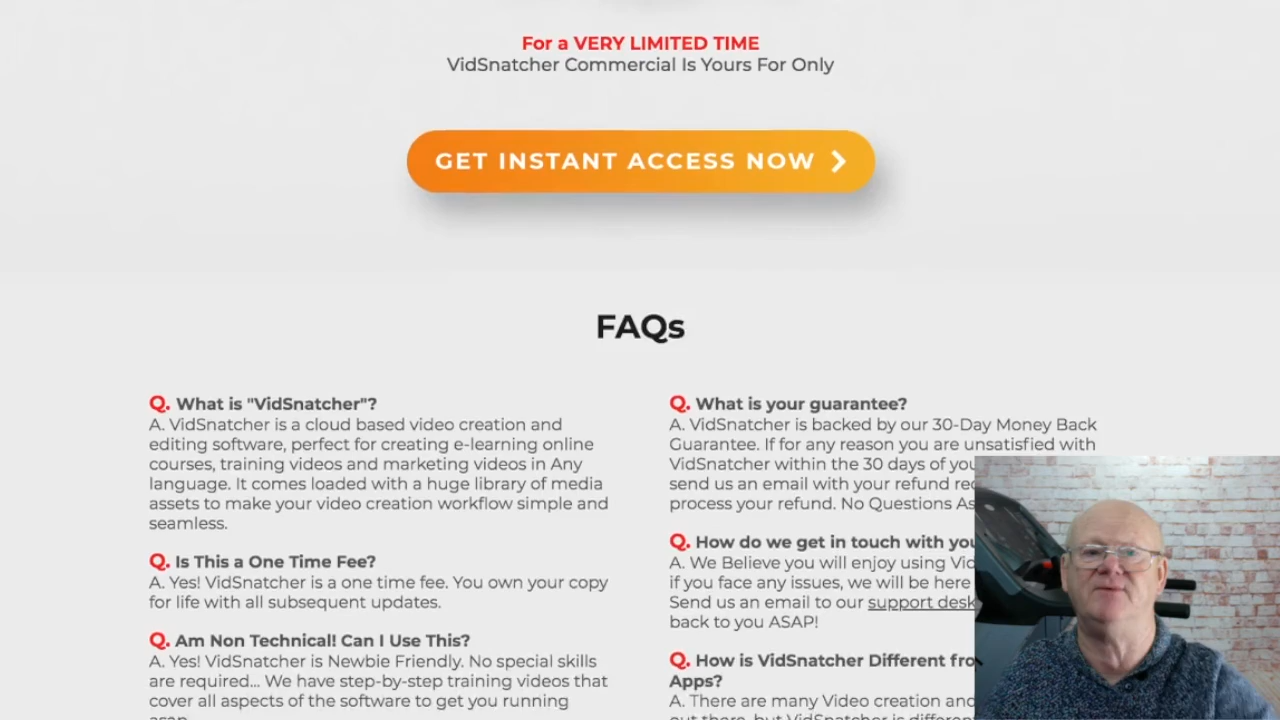 For a VERY LIMITED TIME
VidSnatcher Commercial Is Yours For Only
GET INSTANT ACCESS NOW
FAQs
Q. What is "VidSnatcher"?
A. VidSnatcher is a cloud based video creation and
editing software, perfect for creating e-learning online
courses, training videos and marketing videos in Any
language. It comes loaded with a huge library of media
assets to make your video creation workflow simple and
seamless.
Q. Is This a One Time Fee?
A. Yes! VidSnatcher is a one time fee. You own your copy
for life with all subsequent updates.
Q. Am Non Technical! Can I Use This?
A. Yes! VidSnatcher is Newbie Friendly. No special skills
are required... We have step-by-step training videos that
cover all aspects of the software to get you running
Q. What is your guarantee?
A. VidSnatcher is backed by our 30-Day Money Back
Guarantee. If for any reason you are unsatisfied with
VidSnatcher within the 30 days of
send us an email with your refund
process your refund. No Questions
Q. How do we get in touch with
A. We Believe you will enjoy using
if you face any issues, we will be here
Send us an email to our support desk
back to you ASAP!
Q. How is VidSnatcher Different
Apps?
A. There are many Video creation and
out there, but VidSnatcher is